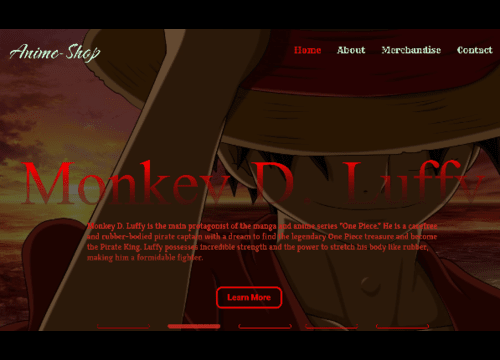 Anime-Shop
Home About Merchandise Contact
Monkey D. Luffy
Monkey D. Luffy is the main protagonist of the manga and anime series "One Piece." He is a careless
and rubber-bodied pirate captain with a dream to find the legendary One Piece treasure and become
the Pirate King. Luffy possesses incredible strength and the power to stretch his body like rubber,
making him a formidable fighter.
Learn More